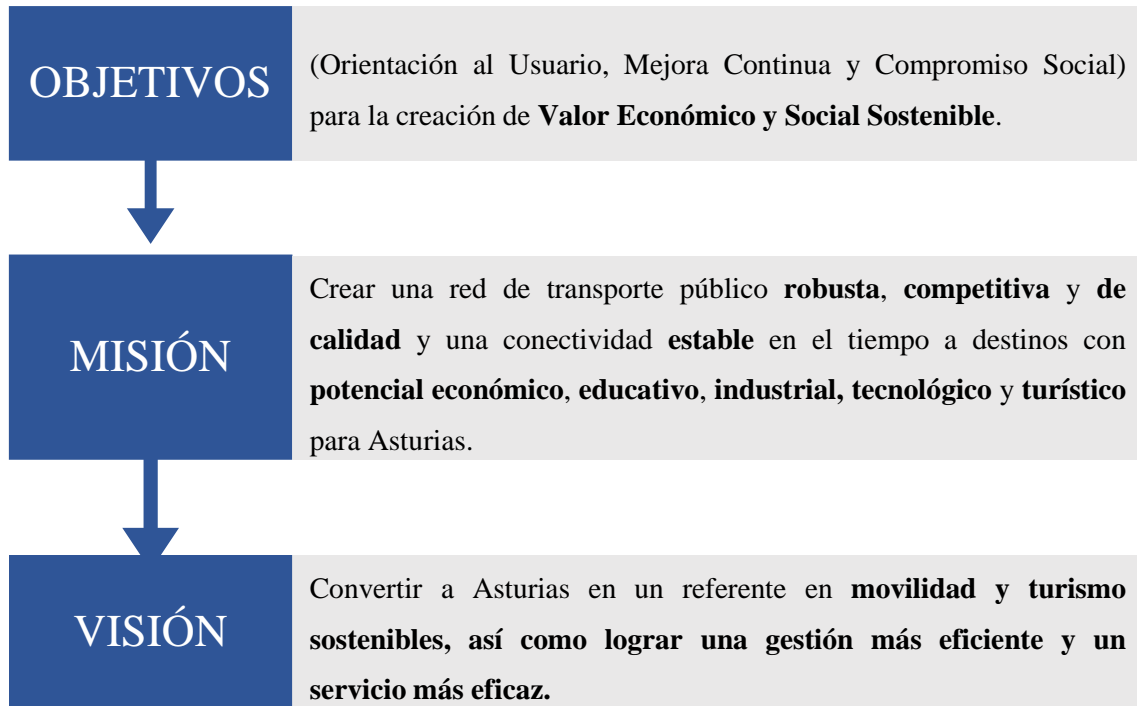 OBJETIVOS
(Orientación al Usuario, Mejora Continua y Compromiso Social)
para la creación de Valor Económico y Social Sostenible.
MISIÓN
Crear una red de transporte público robusta, competitiva y de
calidad y una conectividad estable en el tiempo a destinos con
potencial económico, educativo, industrial, tecnológico y turístico
para Asturias.
VISIÓN
Convertir a Asturias en un referente en movilidad y turismo
sostenibles, así como lograr una gestión más eficiente y un
servicio más eficaz.